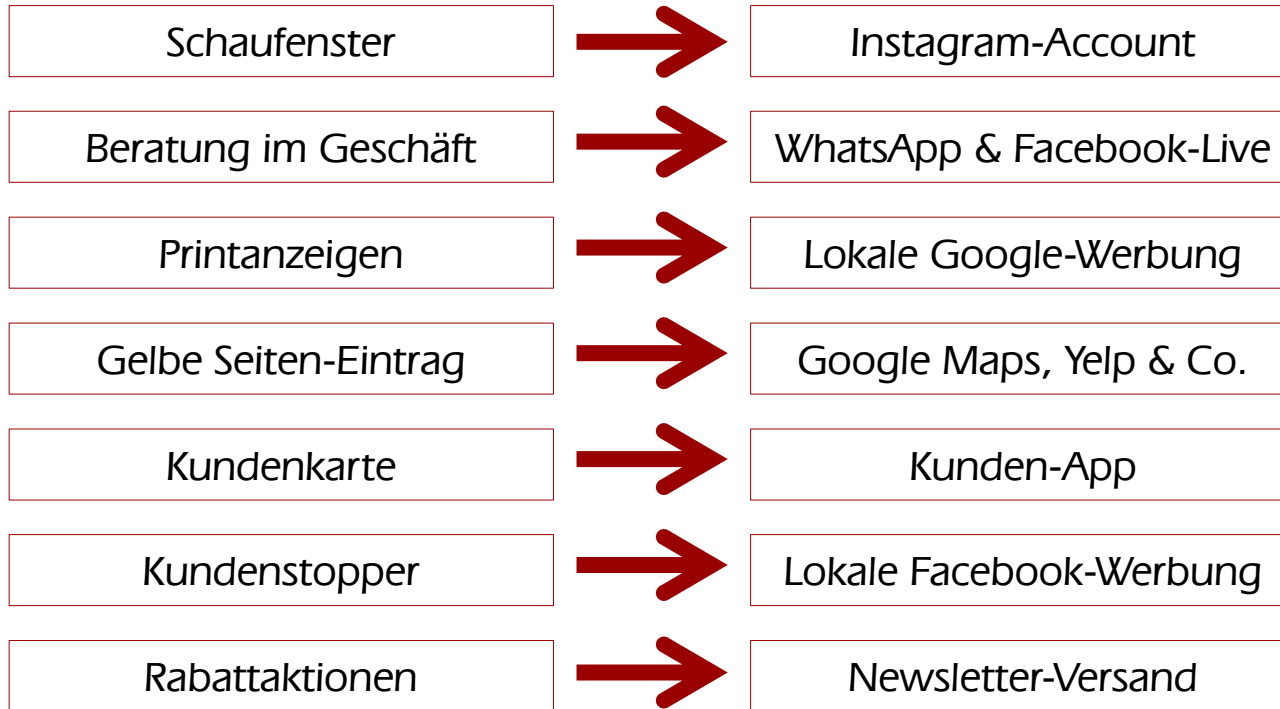 Schaufenster
Instagram-Account
Beratung im Geschäft
WhatsApp & Facebook-Live
Printanzeigen
Lokale Google-Werbung
Gelbe Seiten-Eintrag
Google Maps, Yelp & Co.
Kundenkarte
Kunden-App
Kundenstopper
Lokale Facebook-Werbung
Rabattaktionen
Newsletter-Versand